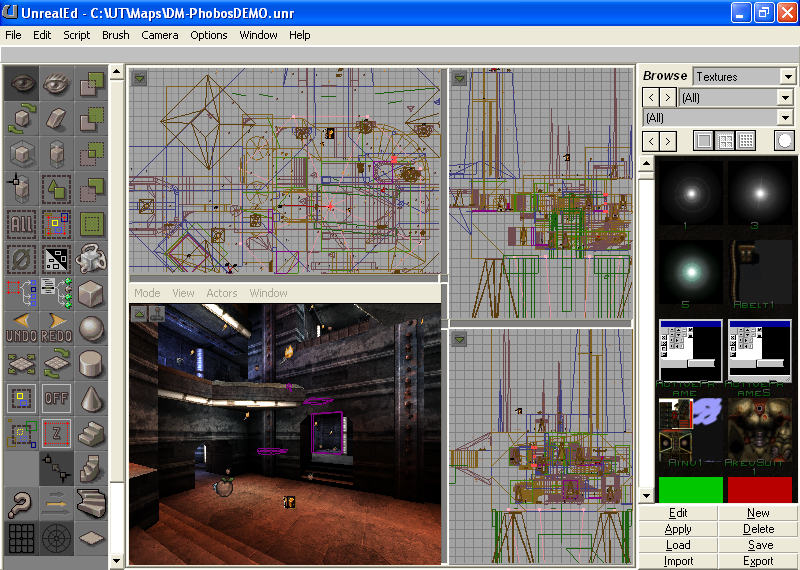 UnrealEd - C:\UT\Maps\DM-PhobosDEMO.unr
File Edit Script Brush Camera Options Window Help
Browse Textures
(All)
(All)
ALL
Mode View Actors Window
UNDO REDO
OFF
Z
1 3
5 Abelt1
ActiveFrame ActiveFrameS
Ainv1 AkevSuit1
Edit New
Apply Delete
Load Save
Import Export